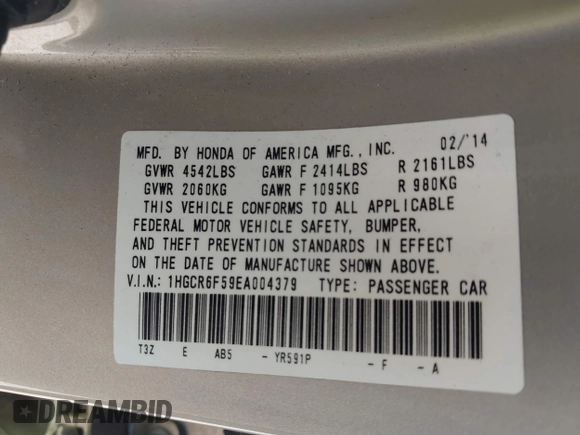 MFD. BY HONDA OF AMERICA MFG., INC. 02/'14
GVWR 4542LBS GAWR F 2414LBS R 2161LBS
GVWR 2060KG GAWR F 1095KG R 980KG
THIS VEHICLE CONFORMS TO ALL APPLICABLE
FEDERAL MOTOR VEHICLE SAFETY, BUMPER,
AND THEFT PREVENTION STANDARDS IN EFFECT
ON THE DATE OF MANUFACTURE SHOWN ABOVE.
V.I.N.: 1HGCR6F59EA004379 TYPE: PASSENGER CAR
T3Z E AB5 - YR591P - F - A
DREAMBID